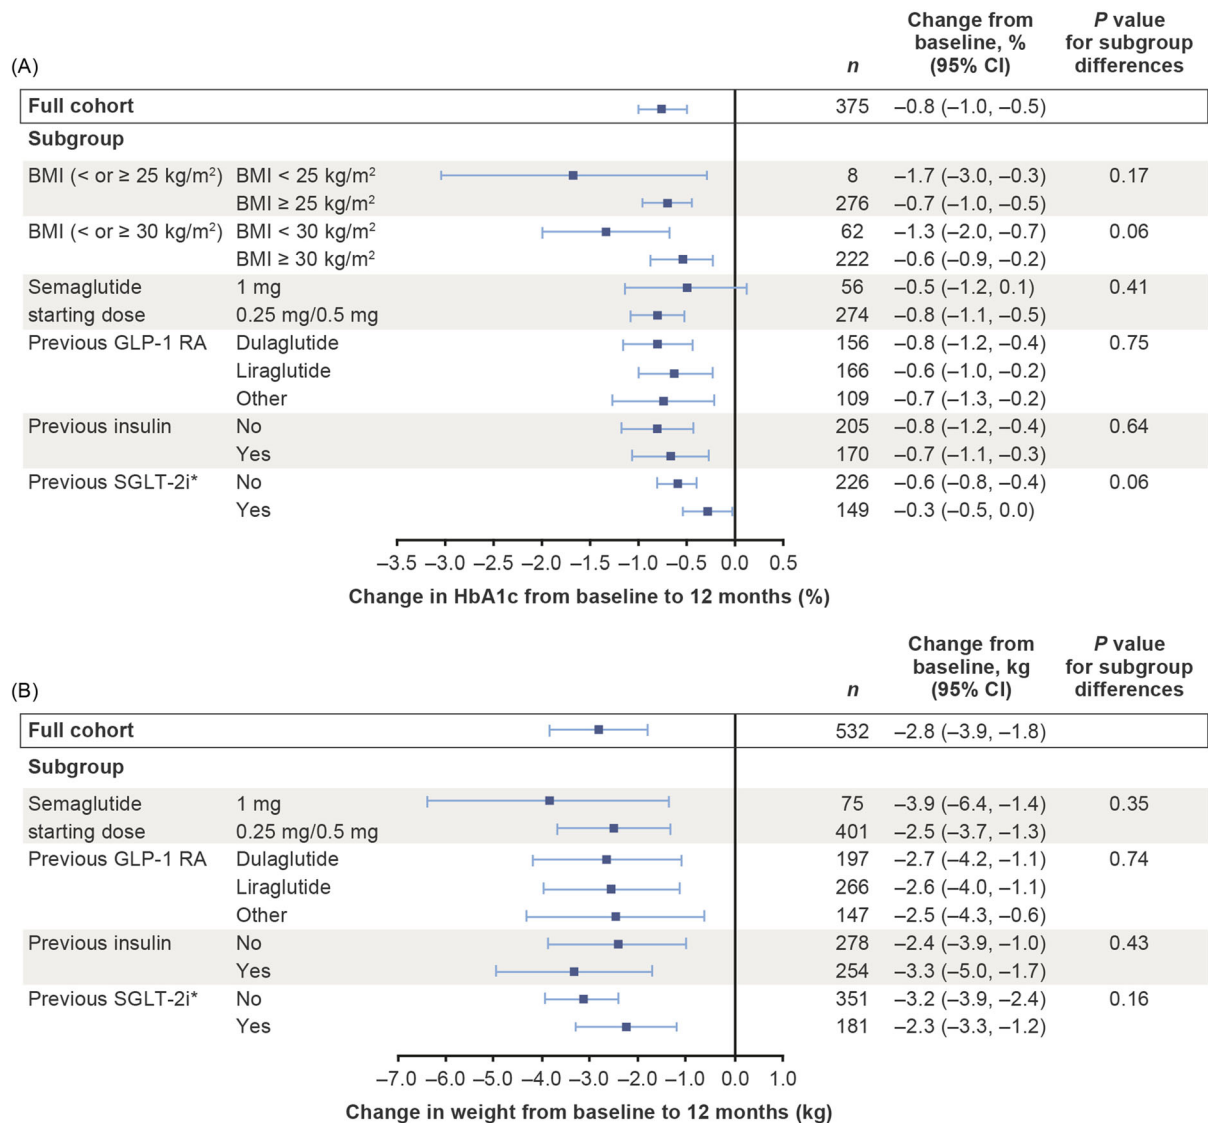 Change from P value
baseline, % for subgroup
(A) n (95% CI) differences
Full cohort 375 –0.8 (–1.0, –0.5)
Subgroup
BMI (< or ≥ 25 kg/m²) BMI < 25 kg/m² 8 –1.7 (–3.0, –0.3) 0.17
BMI ≥ 25 kg/m² 276 –0.7 (–1.0, –0.5)
BMI (< or ≥ 30 kg/m²) BMI < 30 kg/m² 62 –1.3 (–2.0, –0.7) 0.06
BMI ≥ 30 kg/m² 222 –0.6 (–0.9, –0.2)
Semaglutide 1 mg 56 –0.5 (–1.2, 0.1) 0.41
starting dose 0.25 mg/0.5 mg 274 –0.8 (–1.1, –0.5)
Previous GLP-1 RA Dulaglutide 156 –0.8 (–1.2, –0.4) 0.75
Liraglutide 166 –0.6 (–1.0, –0.2)
Other 109 –0.7 (–1.3, –0.2)
Previous insulin No 205 –0.8 (–1.2, –0.4) 0.64
Yes 170 –0.7 (–1.1, –0.3)
Previous SGLT-2i* No 226 –0.6 (–0.8, –0.4) 0.06
Yes 149 –0.3 (–0.5, 0.0)
–3.5 –3.0 –2.5 –2.0 –1.5 –1.0 –0.5 0.0 0.5
Change in HbA1c from baseline to 12 months (%)
Change from P value
baseline, kg for subgroup
(B) n (95% CI) differences
Full cohort 532 –2.8 (–3.9, –1.8)
Subgroup
Semaglutide 1 mg 75 –3.9 (–6.4, –1.4) 0.35
starting dose 0.25 mg/0.5 mg 401 –2.5 (–3.7, –1.3)
Previous GLP-1 RA Dulaglutide 197 –2.7 (–4.2, –1.1) 0.74
Liraglutide 266 –2.6 (–4.0, –1.1)
Other 147 –2.5 (–4.3, –0.6)
Previous insulin No 278 –2.4 (–3.9, –1.0) 0.43
Yes 254 –3.3 (–5.0, –1.7)
Previous SGLT-2i* No 351 –3.2 (–3.9, –2.4) 0.16
Yes 181 –2.3 (–3.3, –1.2)
–7.0 –6.0 –5.0 –4.0 –3.0 –2.0 –1.0 0.0 1.0
Change in weight from baseline to 12 months (kg)